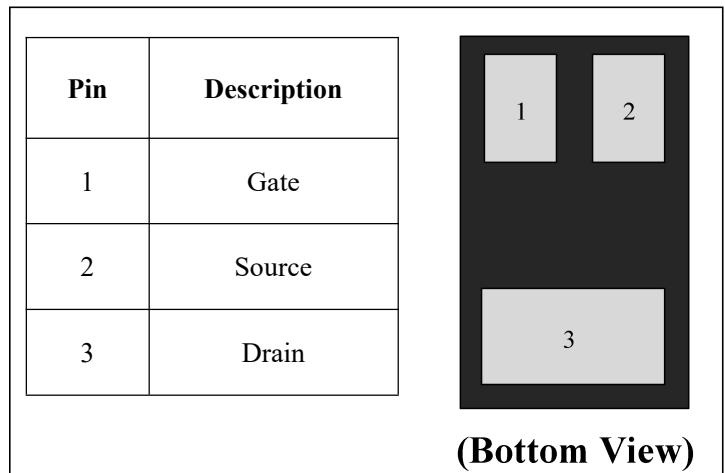 Pin Description
1 Gate
2 Source
3 Drain
1 2
3
(Bottom View)